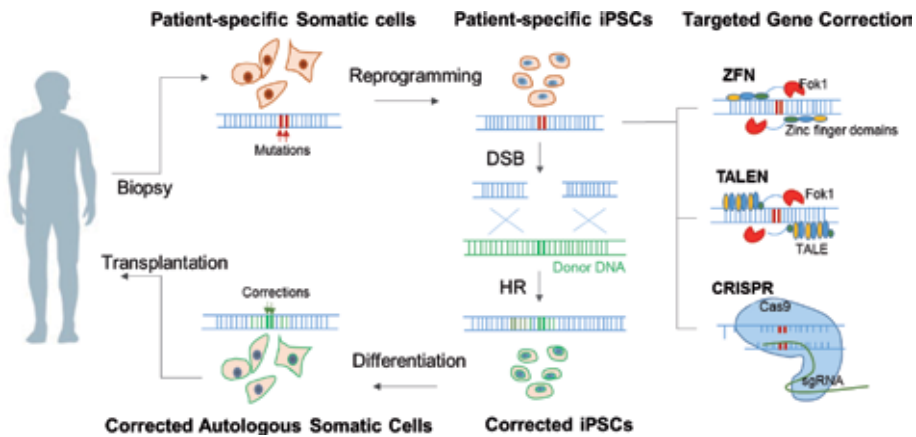 Patient-specific Somatic cells
Patient-specific iPSCs
Targeted Gene Correction
Reprogramming
Mutations
Biopsy
DSB
Donor DNA
HR
Transplantation
Corrections
Differentiation
Corrected Autologous Somatic Cells
Corrected iPSCs
ZFN
Fok1
Zinc finger domains
TALEN
Fok1
TALE
CRISPR
Cas9
sgRNA